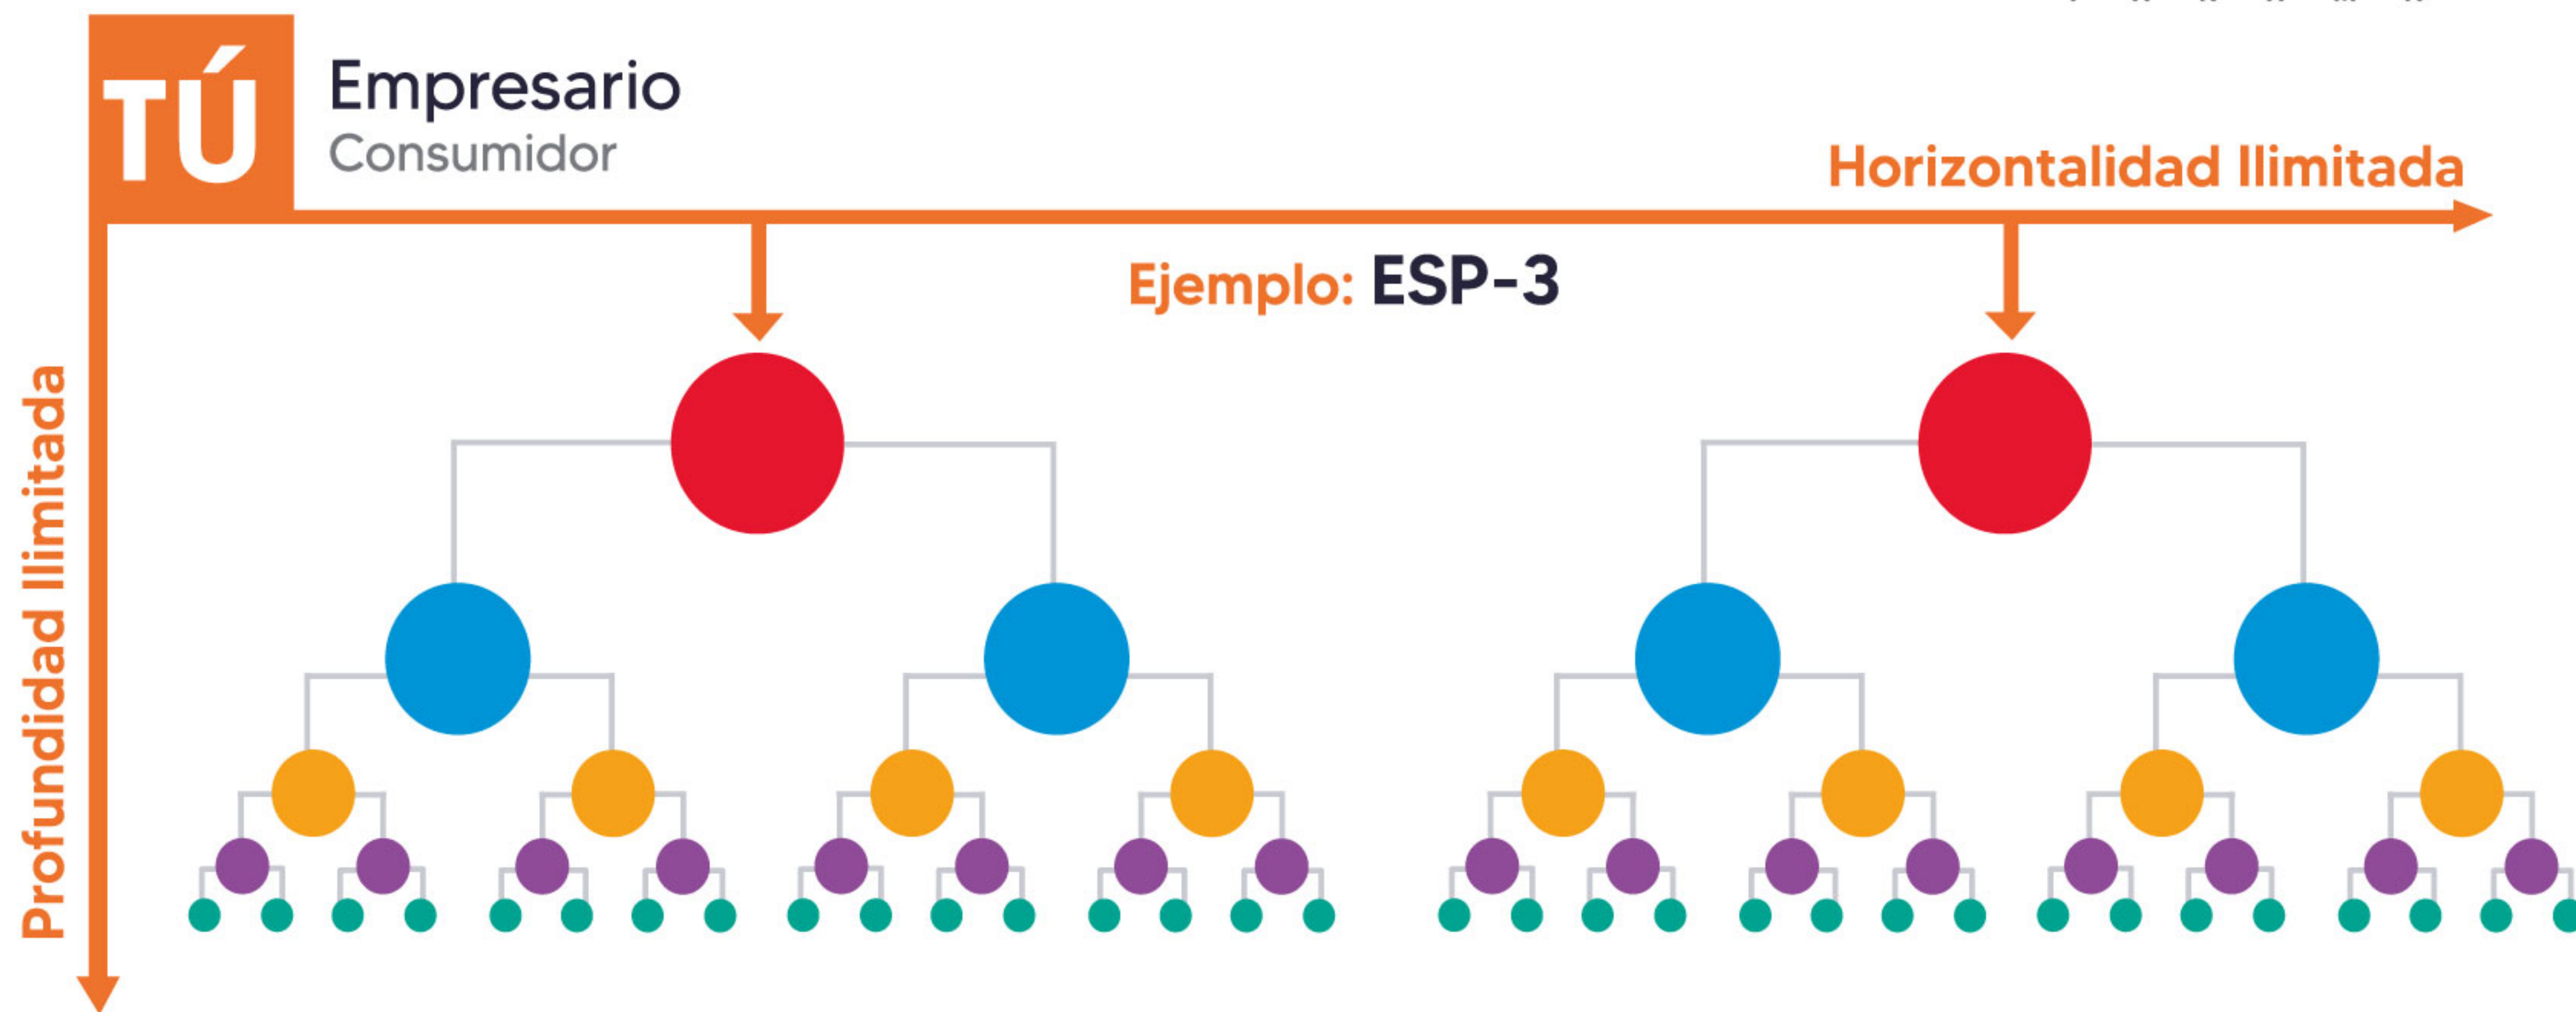 TÚ
Empresario
Consumidor
Horizontalidad Ilimitada
Ejemplo: ESP-3
Profundidad Ilimitada